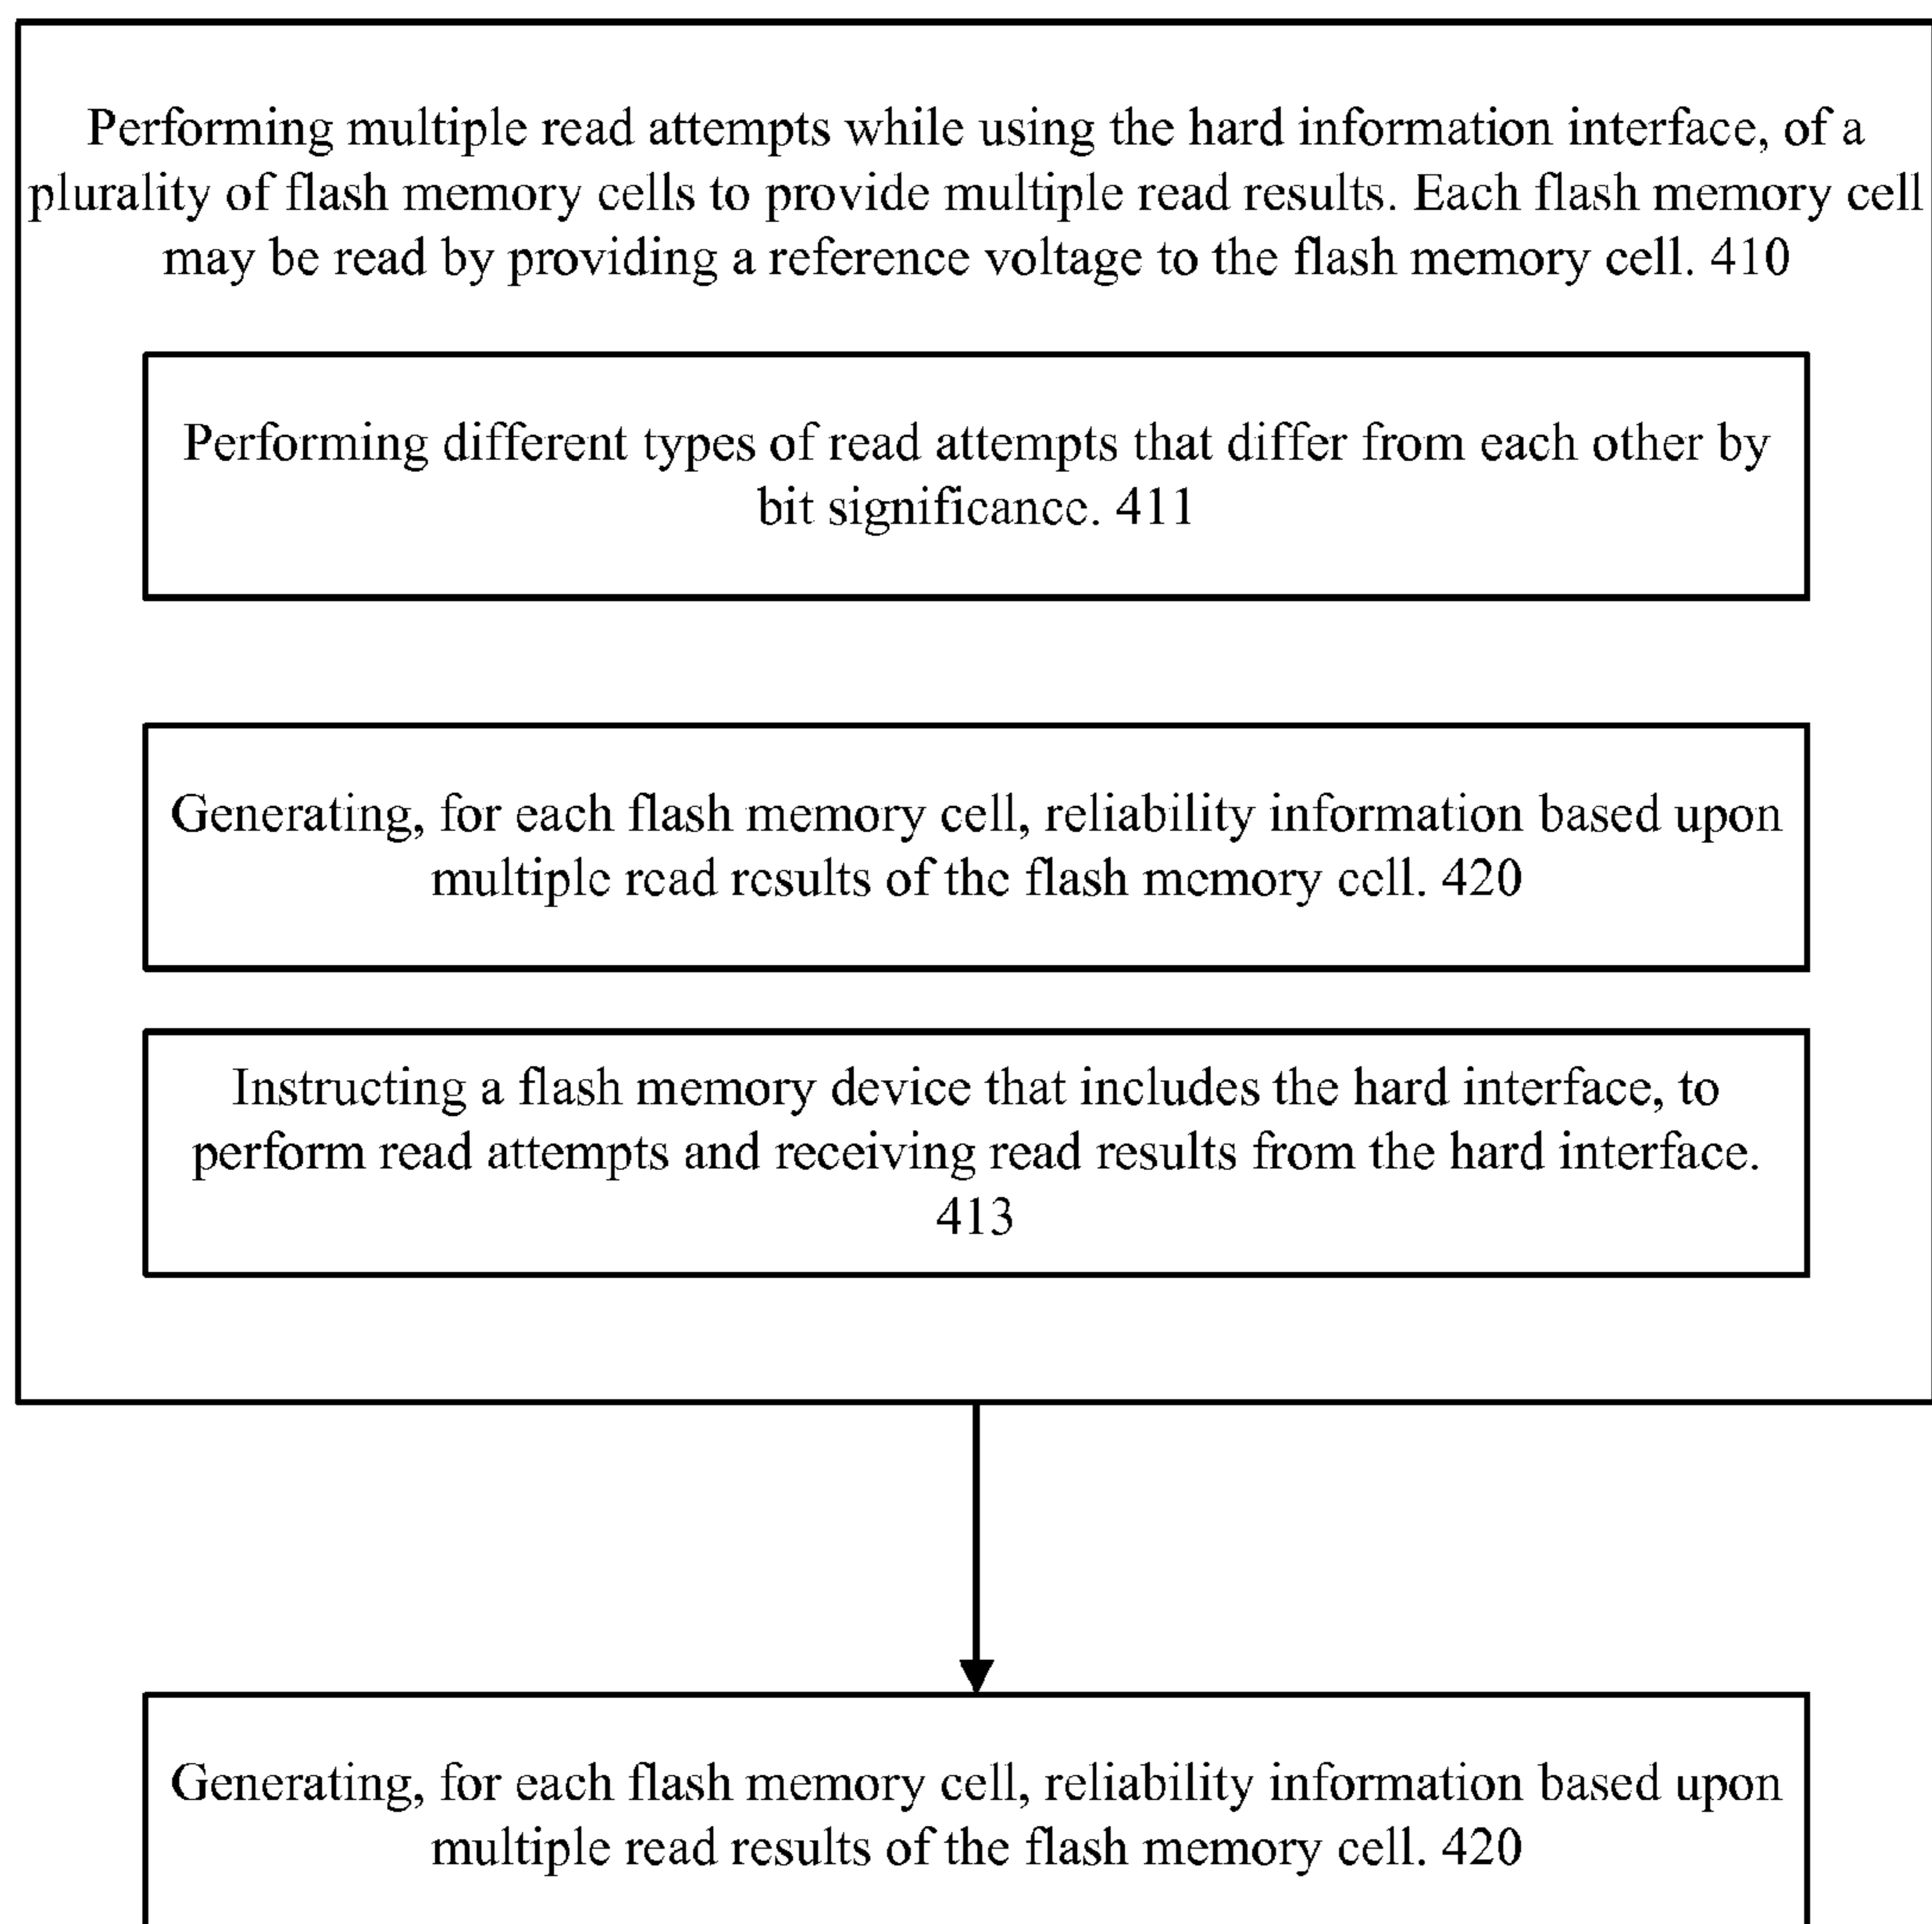 Performing multiple read attempts while using the hard information interface, of a
plurality of flash memory cells to provide multiple read results. Each flash memory cell
may be read by providing a reference voltage to the flash memory cell. 410
Performing different types of read attempts that differ from each other by
bit significance. 411
Generating, for each flash memory cell, reliability information based upon
multiple read results of the flash memory cell. 420
Instructing a flash memory device that includes the hard interface, to
perform read attempts and receiving read results from the hard interface.
413
Generating, for each flash memory cell, reliability information based upon
multiple read results of the flash memory cell. 420